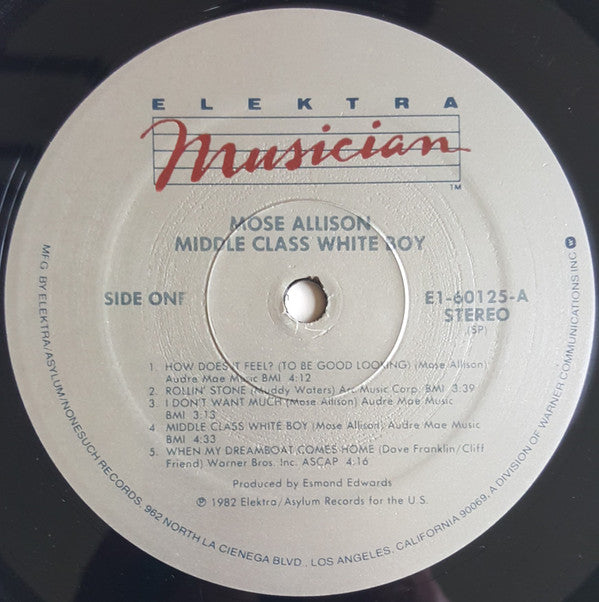 ELEKTRA
Musician
TM
MOSE ALLISON
MIDDLE CLASS WHITE BOY
SIDE ONE
E1-60125-A
STEREO
(SP)
1. HOW DOES IT FEEL? (TO BE GOOD LOOKING) (Mose Allison)
Audre Mae Music BMI 4:12
2. ROLLIN' STONE (Muddy Waters) Arc Music Corp. BMI 3:39
3. I DON'T WANT MUCH (Mose Allison) Audre Mae Music
BMI 3:13
4. MIDDLE CLASS WHITE BOY (Mose Allison) Audre Mae Music
BMI 4:33
5. WHEN MY DREAMBOAT COMES HOME (Dave Franklin/Cliff
Friend) Warner Bros. Inc. ASCAP 4:16
Produced by Esmond Edwards
℗ 1982 Elektra/Asylum Records for the U.S.
MFG. BY ELEKTRA/ASYLUM/NONESUCH RECORDS, 962 NORTH LA CIENEGA BLVD., LOS ANGELES, CALIFORNIA 90069, A DIVISION OF WARNER COMMUNICATIONS INC.